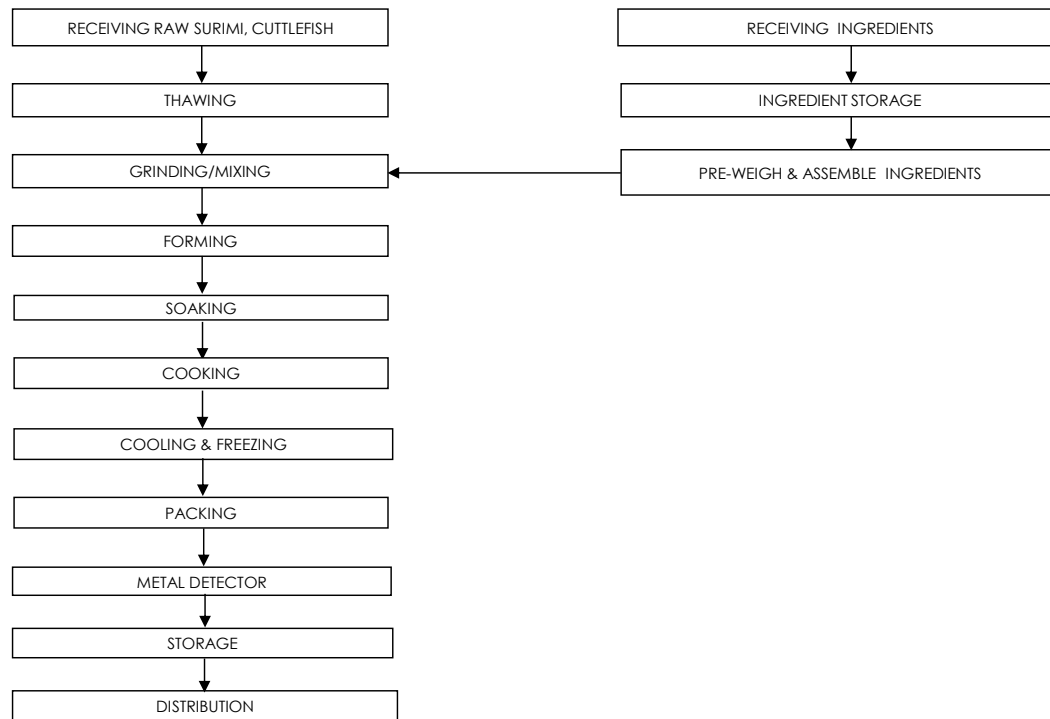 RECEIVING RAW SURIMI, CUTTLEFISH
THAWING
GRINDING/MIXING
FORMING
SOAKING
COOKING
COOLING & FREEZING
PACKING
METAL DETECTOR
STORAGE
DISTRIBUTION
RECEIVING INGREDIENTS
INGREDIENT STORAGE
PRE-WEIGH & ASSEMBLE INGREDIENTS